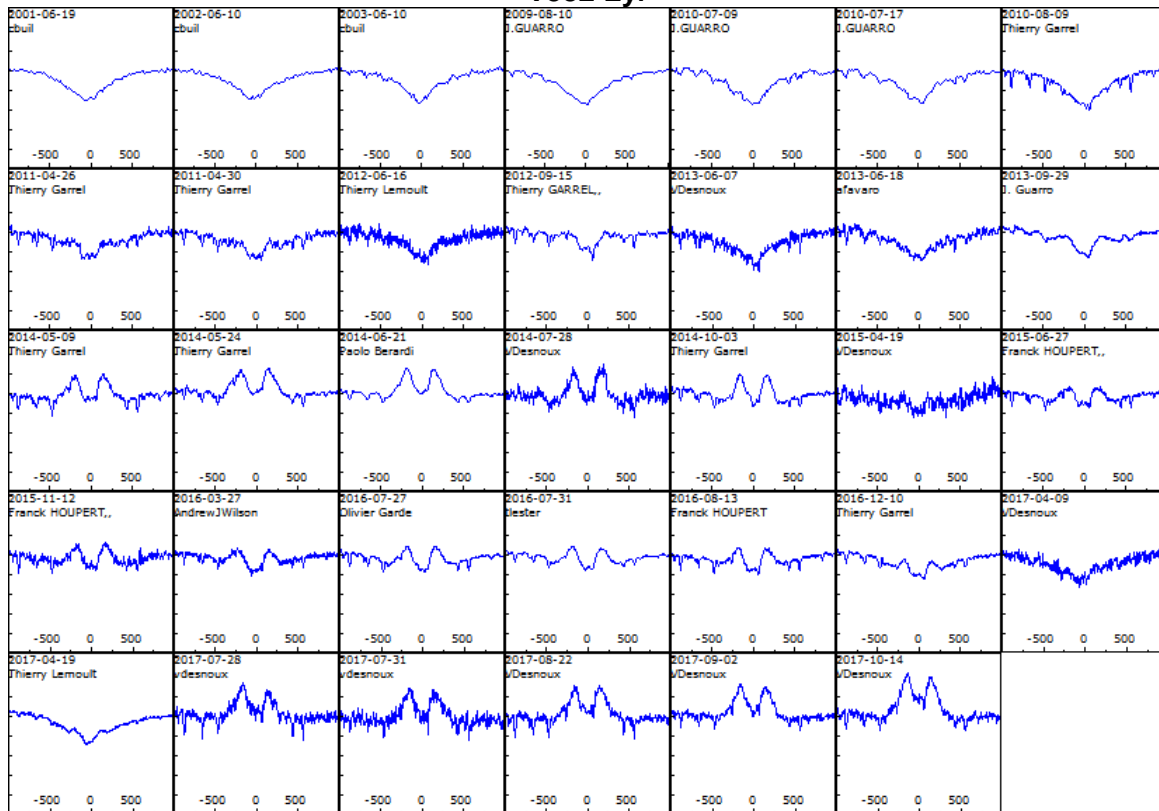 2001-06-19
cbuil
-500 0 500
2002-06-10
cbuil
-500 0 500
2003-06-10
cbuil
-500 0 500
2009-08-10
J.GUARRO
-500 0 500
2010-07-09
J.GUARRO
-500 0 500
2010-07-17
J.GUARRO
-500 0 500
2010-08-09
Thierry Garrel
-500 0 500
2011-04-26
Thierry Garrel
-500 0 500
2011-04-30
Thierry Garrel
-500 0 500
2012-06-16
Thierry Lemoult
-500 0 500
2012-09-15
Thierry GARREL,,
-500 0 500
2013-06-07
VDesnoux
-500 0 500
2013-06-18
afavaro
-500 0 500
2013-09-29
J. Guarro
-500 0 500
2014-05-09
Thierry Garrel
-500 0 500
2014-05-24
Thierry Garrel
-500 0 500
2014-06-21
Paolo Berardi
-500 0 500
2014-07-28
VDesnoux
-500 0 500
2014-10-03
Thierry Garrel
-500 0 500
2015-04-19
VDesnoux
-500 0 500
2015-06-27
Franck HOUPERT,,
-500 0 500
2015-11-12
Franck HOUPERT,,
-500 0 500
2016-03-27
AndrewJWilson
-500 0 500
2016-07-27
Olivier Garde
-500 0 500
2016-07-31
tlester
-500 0 500
2016-08-13
Franck HOUPERT
-500 0 500
2016-12-10
Thierry Garrel
-500 0 500
2017-04-09
VDesnoux
-500 0 500
2017-04-19
Thierry Lemoult
-500 0 500
2017-07-28
vdesnoux
-500 0 500
2017-07-31
vdesnoux
-500 0 500
2017-08-22
VDesnoux
-500 0 500
2017-09-02
VDesnoux
-500 0 500
2017-10-14
VDesnoux
-500 0 500